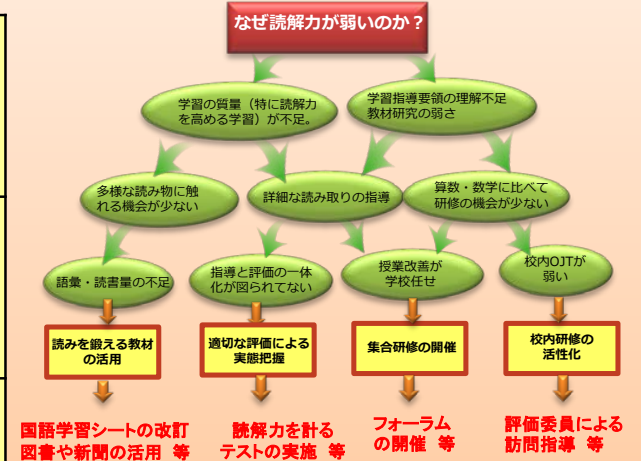 なぜ読解力が弱いのか？
学習の質量（特に読解力
を高める学習）が不足。
学習指導要領の理解不足
教材研究の弱さ
多様な読み物に触
れる機会が少ない
詳細な読み取りの指導
算数・数学に比べて
研修の機会が少ない
語彙・読書量の不足
指導と評価の一体
化が図られてない
授業改善が
学校任せ
校内OJTが
弱い
読みを鍛える教材
の活用
適切な評価による
実態把握
集合研修の開催
校内研修の
活性化
国語学習シートの改訂
図書や新聞の活用 等
読解力を計る
テストの実施 等
フォーラム
の開催 等
評価委員による
訪問指導 等